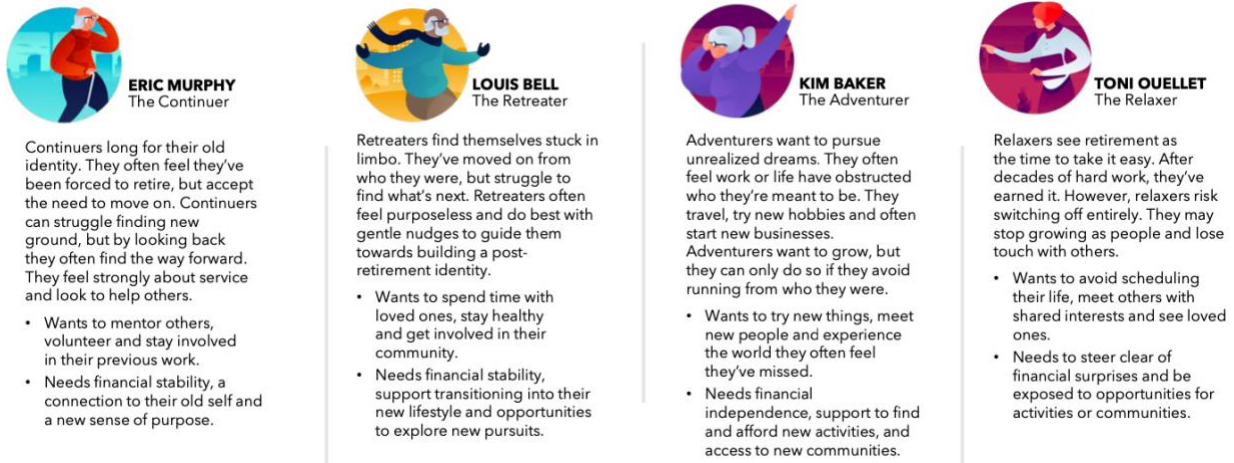 ERIC MURPHY
The Continuer
Continuers long for their old
identity. They often feel they've
been forced to retire, but accept
the need to move on. Continuers
can struggle finding new
ground, but by looking back
they often find the way forward.
They feel strongly about service
and look to help others.
• Wants to mentor others,
volunteer and stay involved
in their previous work.
• Needs financial stability, a
connection to their old self and
a new sense of purpose.
LOUIS BELL
The Retreater
Retreaters find themselves stuck in
limbo. They've moved on from
who they were, but struggle to
find what's next. Retreaters often
feel purposeless and do best with
gentle nudges to guide them
towards building a post-
retirement identity.
• Wants to spend time with
loved ones, stay healthy
and get involved in their
community.
• Needs financial stability,
support transitioning into their
new lifestyle and opportunities
to explore new pursuits.
KIM BAKER
The Adventurer
Adventurers want to pursue
unrealized dreams. They often
feel work or life have obstructed
who they're meant to be. They
travel, try new hobbies and often
start new businesses.
Adventurers want to grow, but
they can only do so if they avoid
running from who they were.
• Wants to try new things, meet
new people and experience
the world they often feel
they've missed.
• Needs financial
independence, support to find
and afford new activities, and
access to new communities.
TONI OUELLET
The Relaxer
Relaxers see retirement as
the time to take it easy. After
decades of hard work, they've
earned it. However, relaxers risk
switching off entirely. They may
stop growing as people and lose
touch with others.
• Wants to avoid scheduling
their life, meet others with
shared interests and see loved
ones.
• Needs to steer clear of
financial surprises and be
exposed to opportunities for
activities or communities.